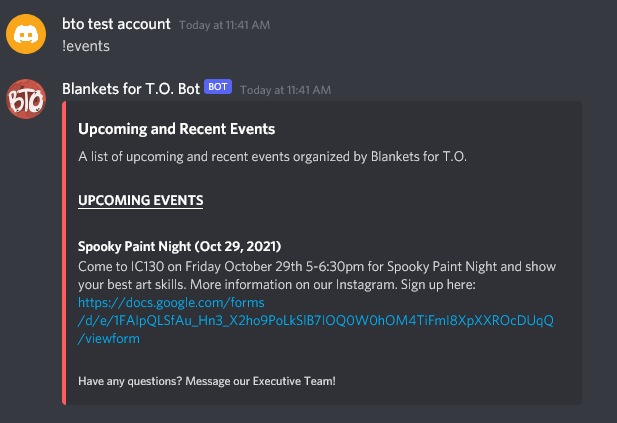 bto test account Today at 11:41 AM
!events
BTO
Blankets for T.O. Bot BOT Today at 11:41 AM
Upcoming and Recent Events
A list of upcoming and recent events organized by Blankets for T.O.
UPCOMING EVENTS
Spooky Paint Night (Oct 29, 2021)
Come to IC130 on Friday October 29th 5-6:30pm for Spooky Paint Night and show
your best art skills. More information on our Instagram. Sign up here:
https://docs.google.com/forms
/d/e/1FAIpQLSfAu_Hn3_X2ho9PoLkSlB7lOQ0W0hOM4TiFmI8XpXXROcDUqQ
/viewform
Have any questions? Message our Executive Team!